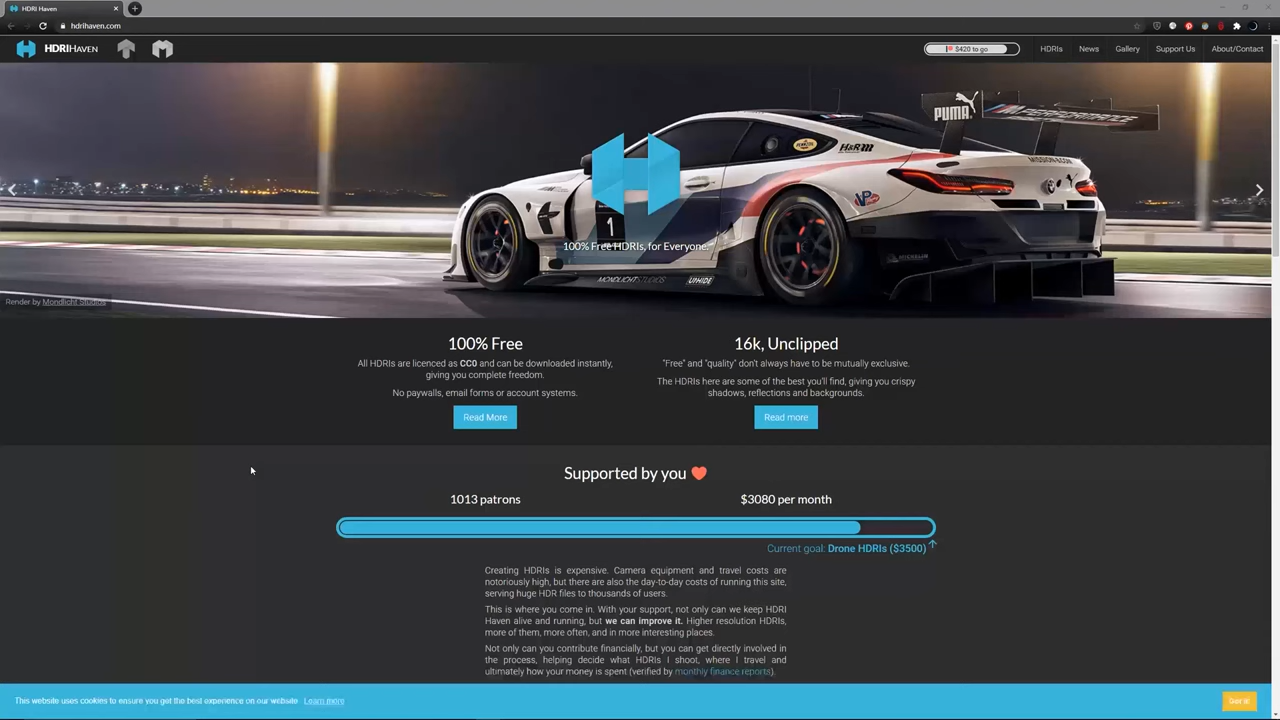 HDRI Haven
hdrihaven.com
HDRIHAVEN
$420 to go
HDRIs
News
Gallery
Support Us
About/Contact
PUMA
M PERFORMANCE
MISSION &CON
H&R
VP
1
MICHELIN
MONDLICHTSTUDIOS
UHIDE
100% Free HDRIs, for Everyone.
Render by Mondlicht Studios
100% Free
All HDRIs are licenced as CC0 and can be downloaded instantly,
giving you complete freedom.
No paywalls, email forms or account systems.
Read More
16k, Unclipped
"Free" and "quality" don't always have to be mutually exclusive.
The HDRIs here are some of the best you'll find, giving you crispy
shadows, reflections and backgrounds.
Read more
Supported by you
1013 patrons
$3080 per month
Current goal: Drone HDRIs ($3500)
Creating HDRIs is expensive. Camera equipment and travel costs are
notoriously high, but there are also the day-to-day costs of running this site,
serving huge HDR files to thousands of users.
This is where you come in. With your support, not only can we keep HDRI
Haven alive and running, but we can improve it. Higher resolution HDRIs,
more of them, more often, and in more interesting places.
Not only can you contribute financially, but you can get directly involved in
the process, helping decide what HDRIs I shoot, where I travel and
ultimately how your money is spent (verified by monthly finance reports).
This website uses cookies to ensure you get the best experience on our website
Learn more
Got it!